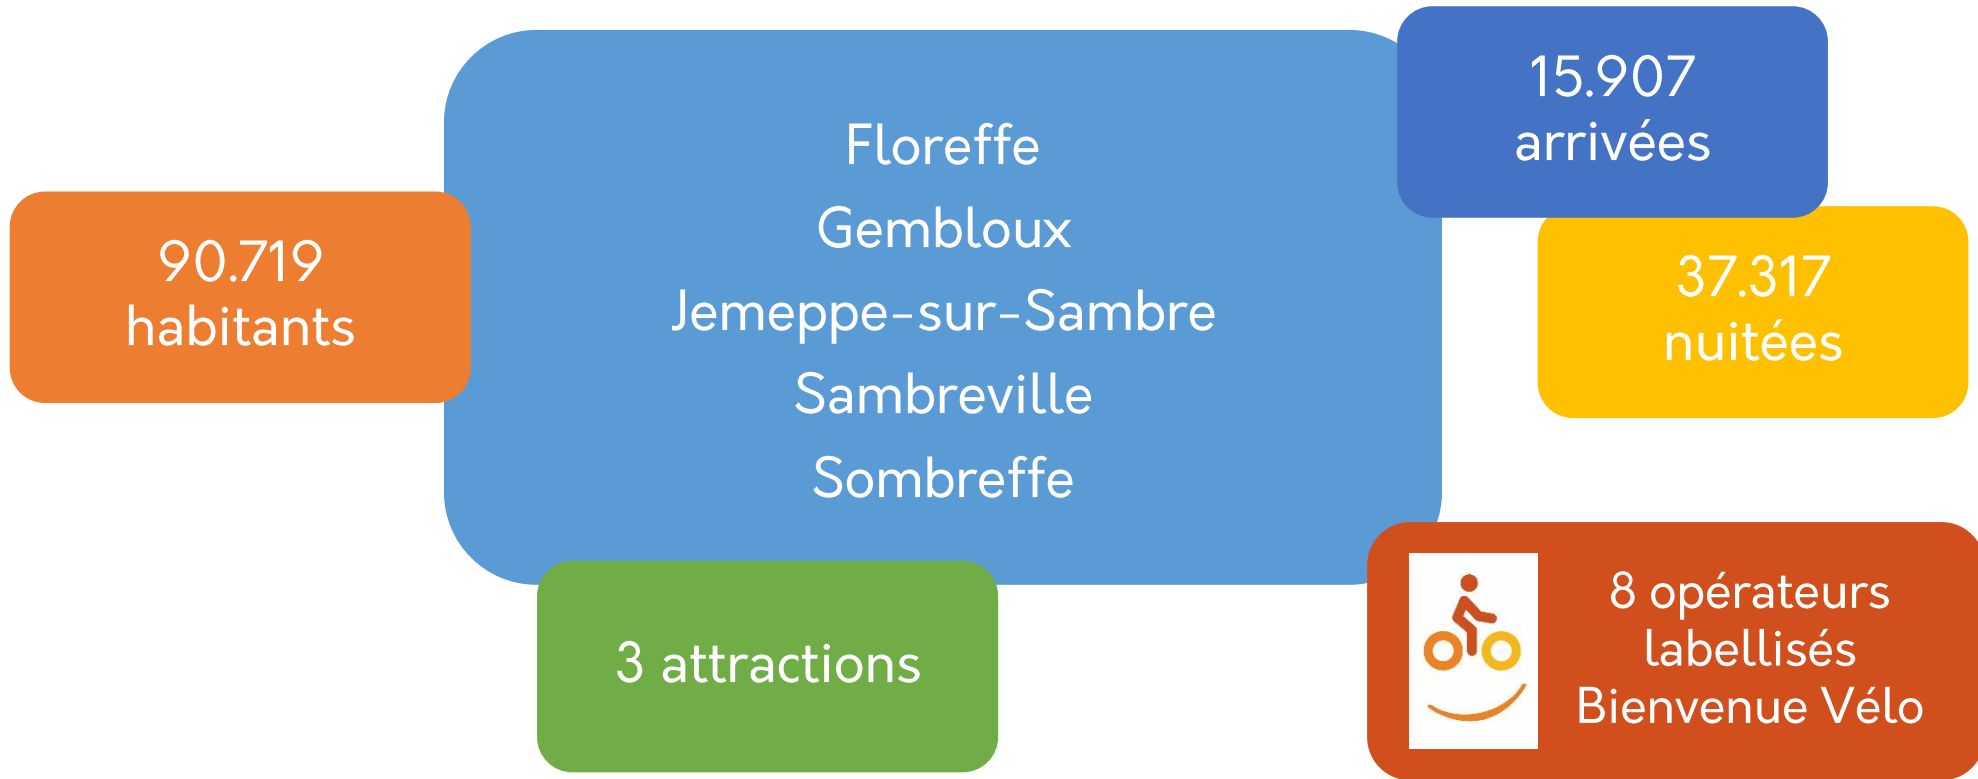 90.719
habitants
Floreffe
Gembloux
Jemeppe-sur-Sambre
Sambreville
Sombreffe
15.907
arrivées
37.317
nuitées
3 attractions
8 opérateurs
labellisés
Bienvenue Vélo